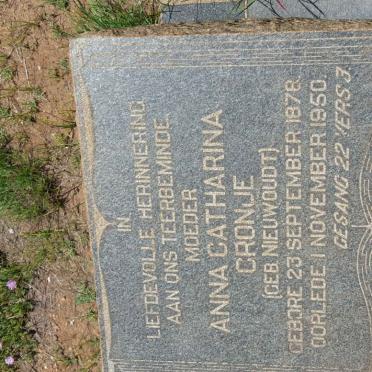 IN
LIEFDEVOLLE HERINNERING
AAN ONS TEERBEMINDE
MOEDER
ANNA CATHARINA
CRONJE
(GEB NIEUWOUDT)
GEBORE 23 SEPTEMBER 1878.
OORLEDE 1 NOVEMBER 1950.
GESANG 22 VERS 3.